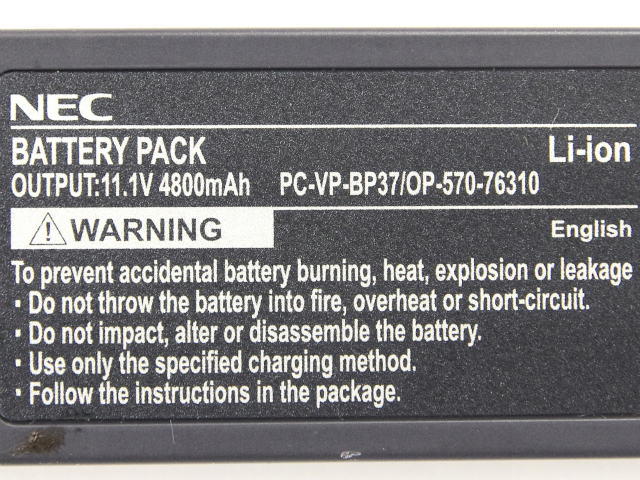 NEC
BATTERY PACK Li-ion
OUTPUT:11.1V 4800mAh PC-VP-BP37/OP-570-76310
WARNING English
To prevent accidental battery burning, heat, explosion or leakage
· Do not throw the battery into fire, overheat or short-circuit.
· Do not impact, alter or disassemble the battery.
· Use only the specified charging method.
· Follow the instructions in the package.